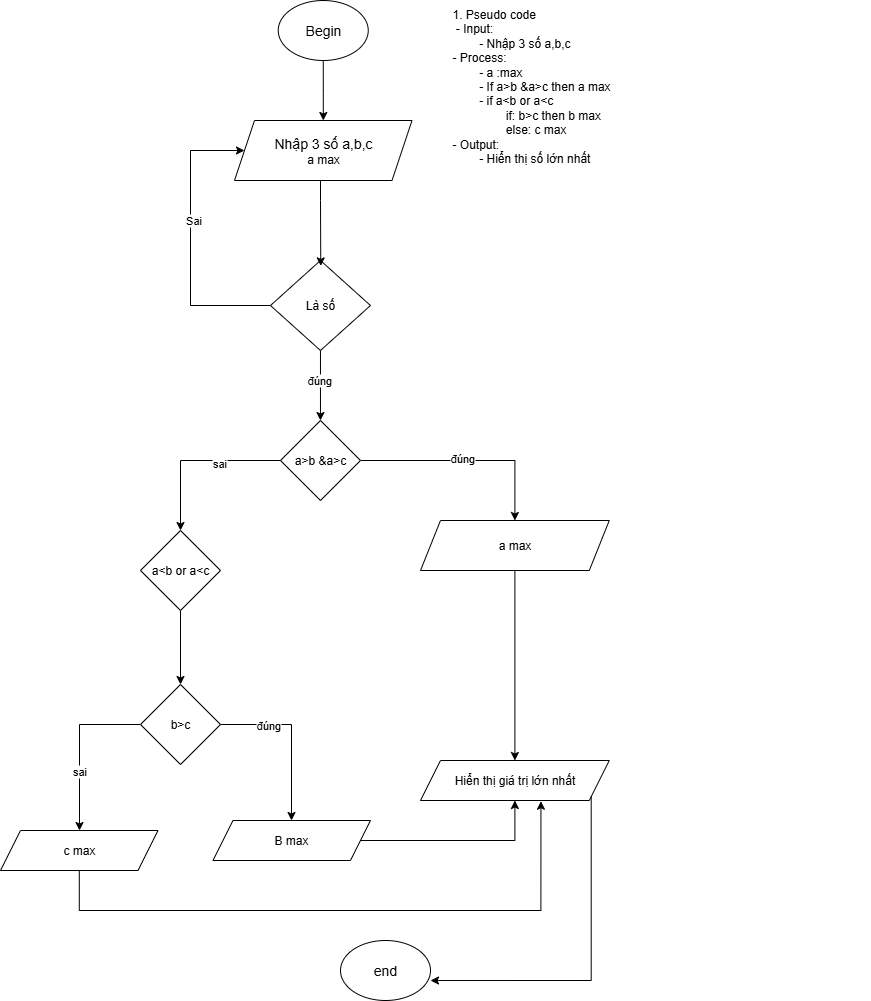 Begin
1. Pseudo code
- Input:
- Nhập 3 số a,b,c
- Process:
- a :max
- If a>b &a>c then a max
- if a<b or a<c
if: b>c then b max
else: c max
- Output:
- Hiển thị số lớn nhất
Nhập 3 số a,b,c
a max
Sai
Là số
đúng
a>b &a>c
sai
đúng
a max
a<b or a<c
b>c
đúng
sai
Hiển thị giá trị lớn nhất
B max
c max
end